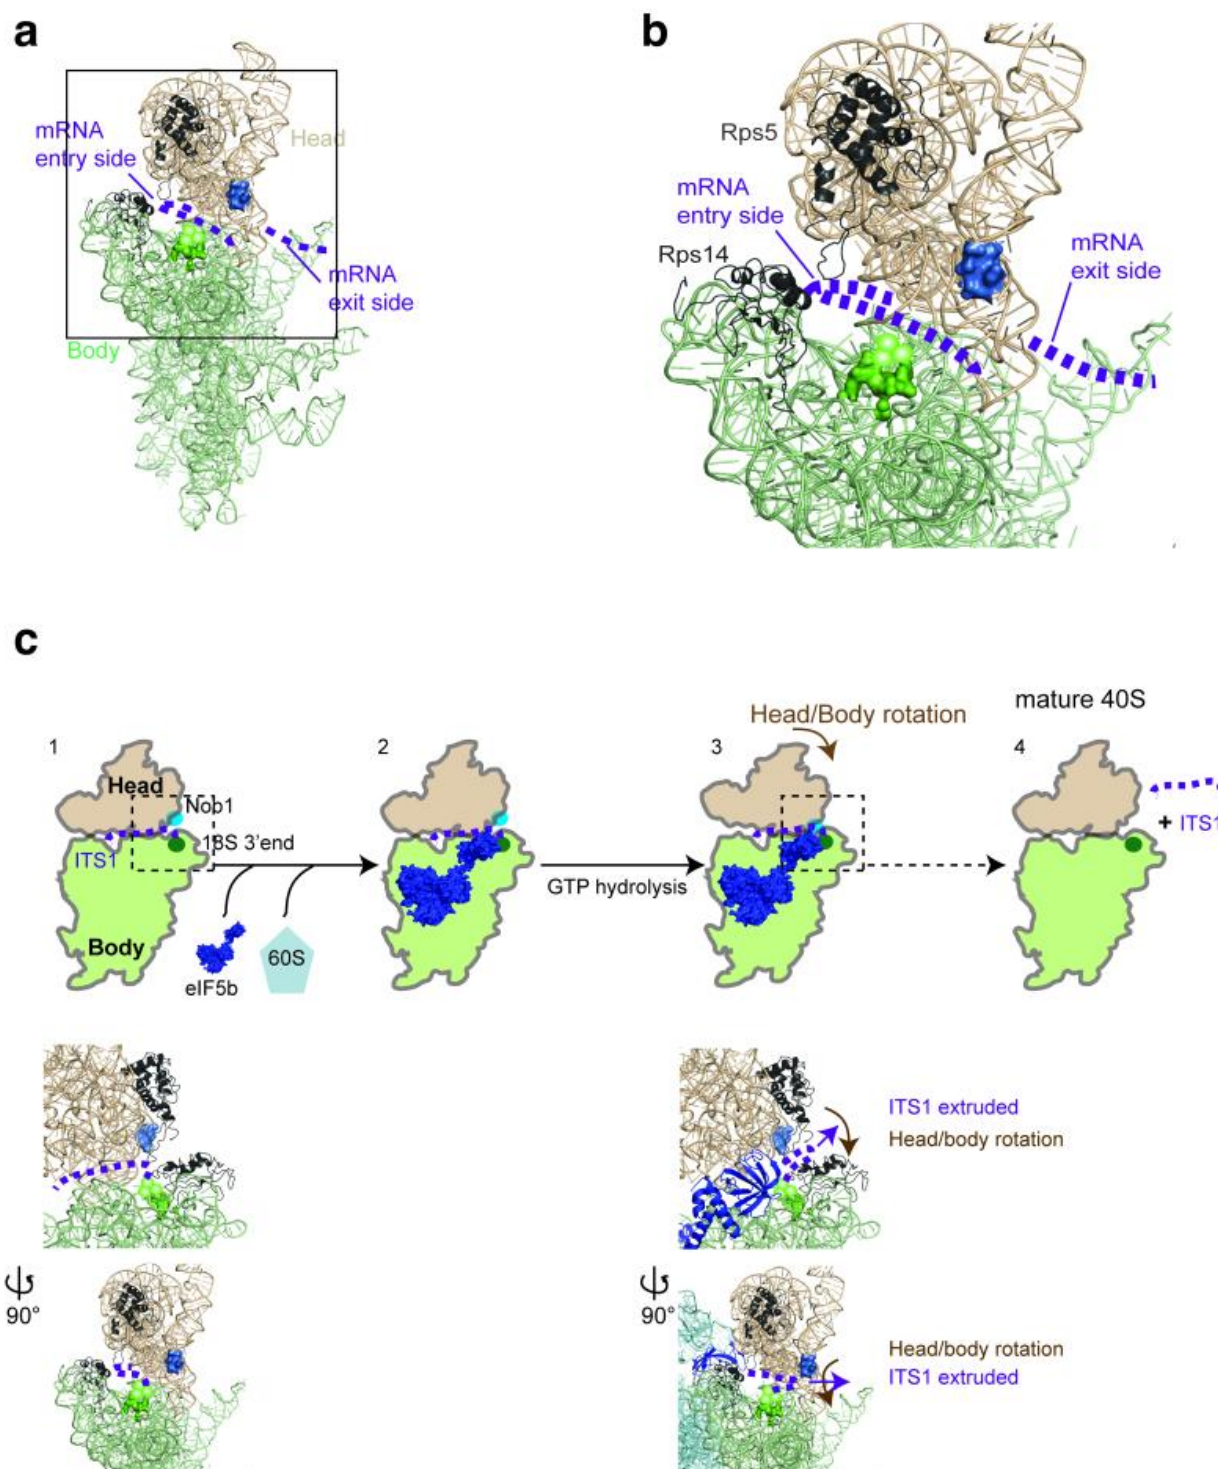 a
mRNA
entry side
Head
mRNA
exit side
Body
b
Rps5
mRNA
entry side
Rps14
mRNA
exit side
c
mature 40S
Head/Body rotation
1
2
3
4
Head
Nob1
18S 3'end
ITS1
+ ITS1
GTP hydrolysis
Body
60S
eIF5b
ITS1 extruded
Head/body rotation
90°
90°
Head/body rotation
ITS1 extruded